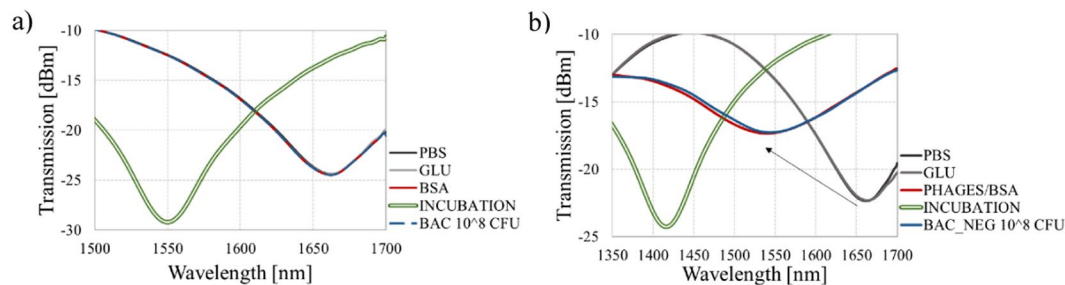 a)
Transmission [dBm]
-10
-15
-20
-25
-30
1500
1550
1600
1650
1700
Wavelength [nm]
PBS
GLU
BSA
INCUBATION
BAC 10^8 CFU
b)
Transmission [dBm]
-10
-15
-20
-25
1350 1400 1450 1500 1550 1600 1650 1700
Wavelength [nm]
PBS
GLU
PHAGES/BSA
INCUBATION
BAC_NEG 10^8 CFU